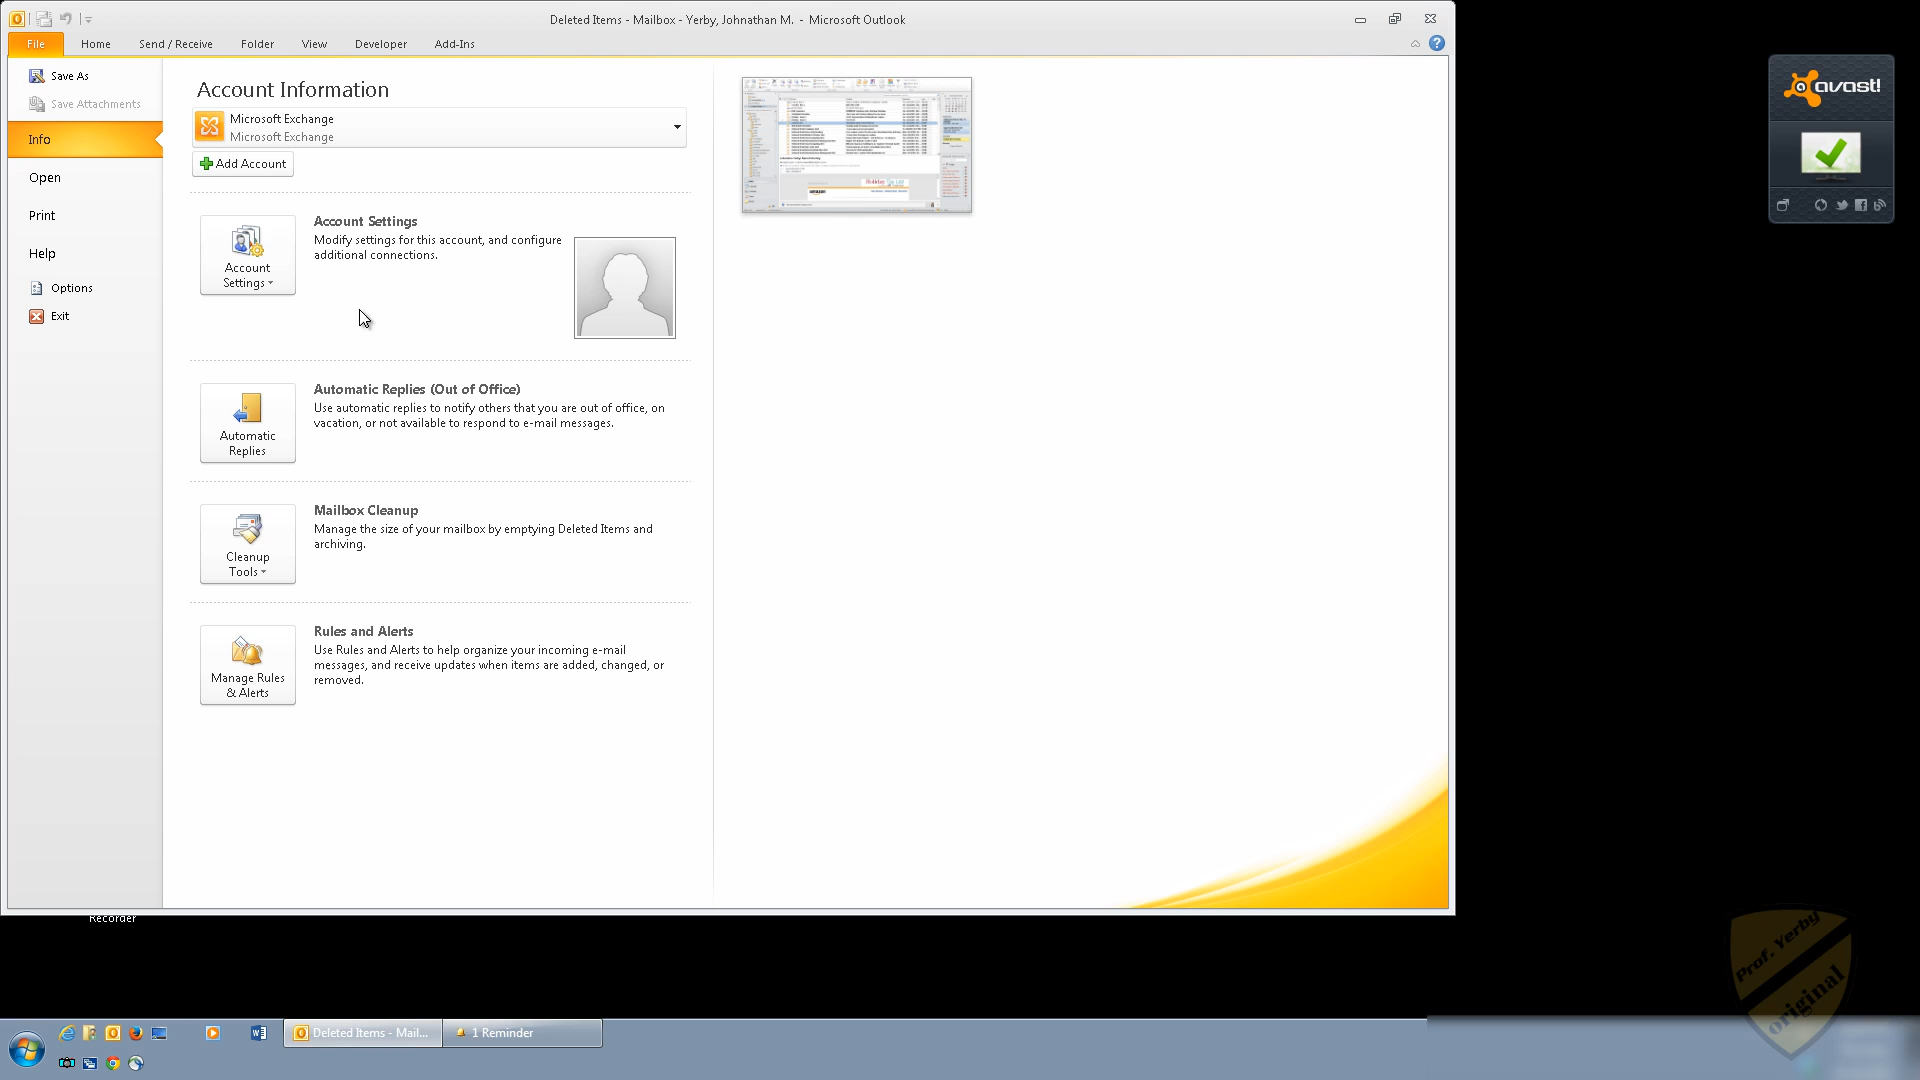 Deleted Items - Mailbox - Yerby, Johnathan M. - Microsoft Outlook
File Home Send / Receive Folder View Developer Add-Ins
Save As
Save Attachments
Info
Open
Print
Help
Options
Exit
Account Information
Microsoft Exchange
Microsoft Exchange
Add Account
Account
Settings
Account Settings
Modify settings for this account, and configure
additional connections.
Automatic
Replies
Automatic Replies (Out of Office)
Use automatic replies to notify others that you are out of office, on
vacation, or not available to respond to e-mail messages.
Cleanup
Tools
Mailbox Cleanup
Manage the size of your mailbox by emptying Deleted Items and
archiving.
Manage Rules
& Alerts
Rules and Alerts
Use Rules and Alerts to help organize your incoming e-mail
messages, and receive updates when items are added, changed, or
removed.
avast!
Recorder
Prof. Yerby
original
Deleted Items - Mail...
1 Reminder